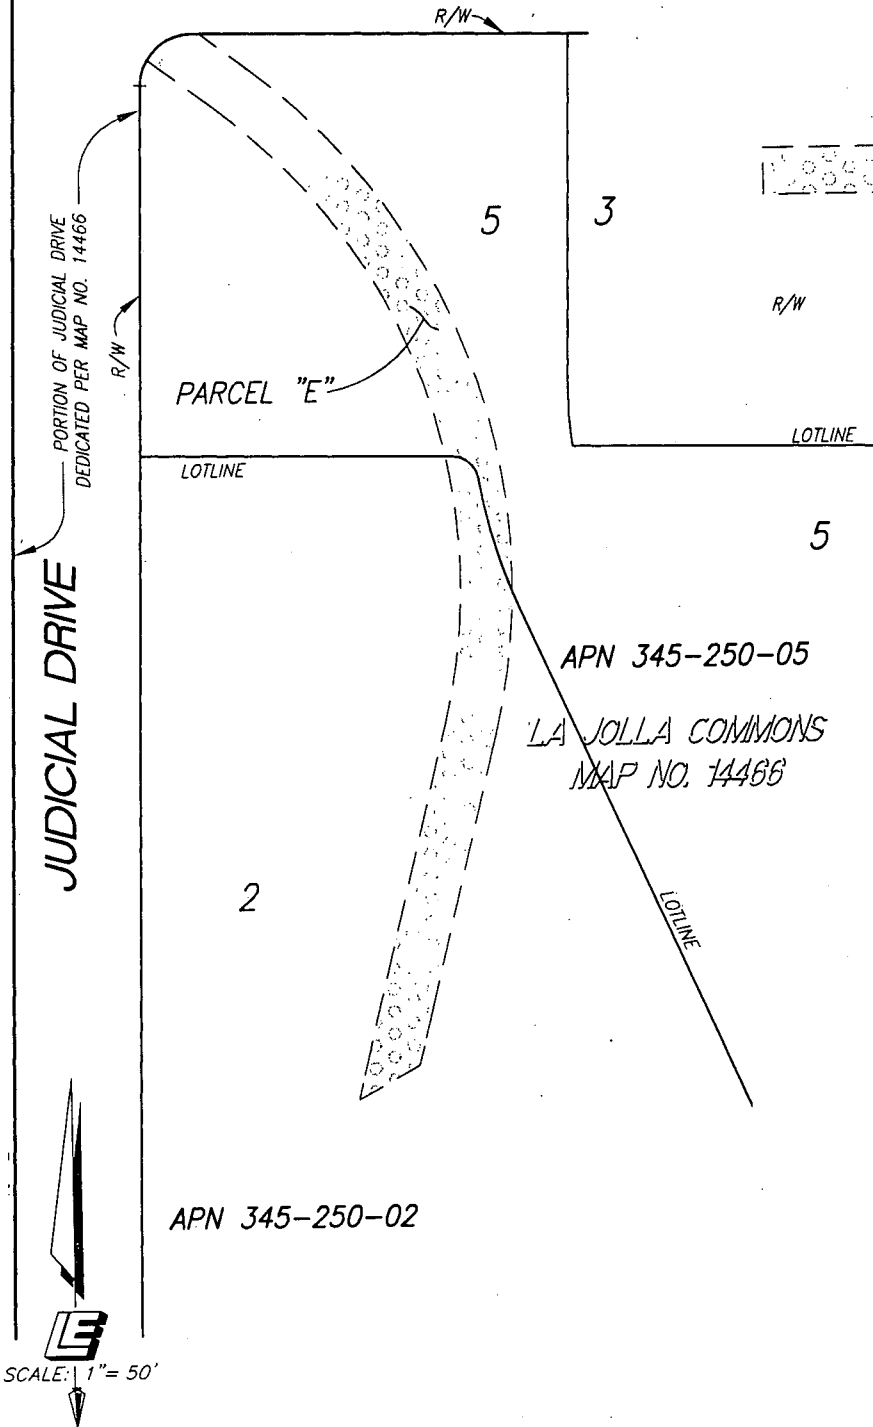 R/W
5
3
PORTION OF JUDICIAL DRIVE
DEDICATED PER MAP NO. 14466
R/W
R/W
PARCEL "E"
LOTLINE
LOTLINE
5
JUDICIAL DRIVE
APN 345-250-05
LA JOLLA COMMONS
MAP NO. 14466
2
LOTLINE
APN 345-250-02
LE
SCALE: 1"= 50'